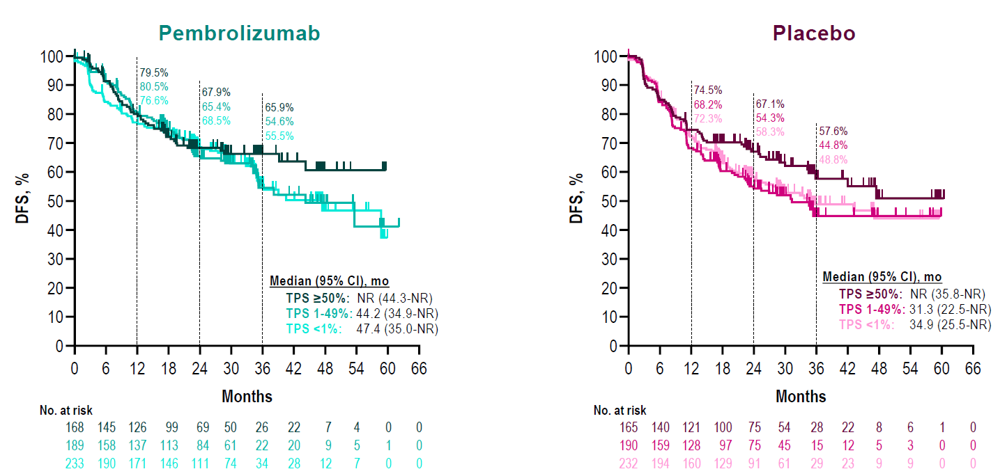 Pembrolizumab
100
90
80
70
60
50
40
30
20
10
0
DFS, %
79.5%
80.5%
76.6%
67.9%
65.4%
68.5%
65.9%
54.6%
55.5%
Median (95% CI), mo
TPS ≥50%: NR (44.3-NR)
TPS 1-49%: 44.2 (34.9-NR)
TPS <1%: 47.4 (35.0-NR)
0 6 12 18 24 30 36 42 48 54 60 66
Months
No. at risk
168 145 126 99 69 50 26 22 7 4 0 0
189 158 137 113 84 61 22 20 9 5 1 0
233 190 171 146 111 74 34 28 12 7 0 0
Placebo
100
90
80
70
60
50
40
30
20
10
0
DFS, %
74.5%
68.2%
72.3%
67.1%
54.3%
58.3%
57.6%
44.8%
48.8%
Median (95% CI), mo
TPS ≥50%: NR (35.8-NR)
TPS 1-49%: 31.3 (22.5-NR)
TPS <1%: 34.9 (25.5-NR)
0 6 12 18 24 30 36 42 48 54 60 66
Months
No. at risk
165 140 121 100 75 54 28 22 8 6 1 0
190 159 128 97 75 45 15 12 5 3 0 0
232 194 160 129 91 61 29 23 9 9 0 0